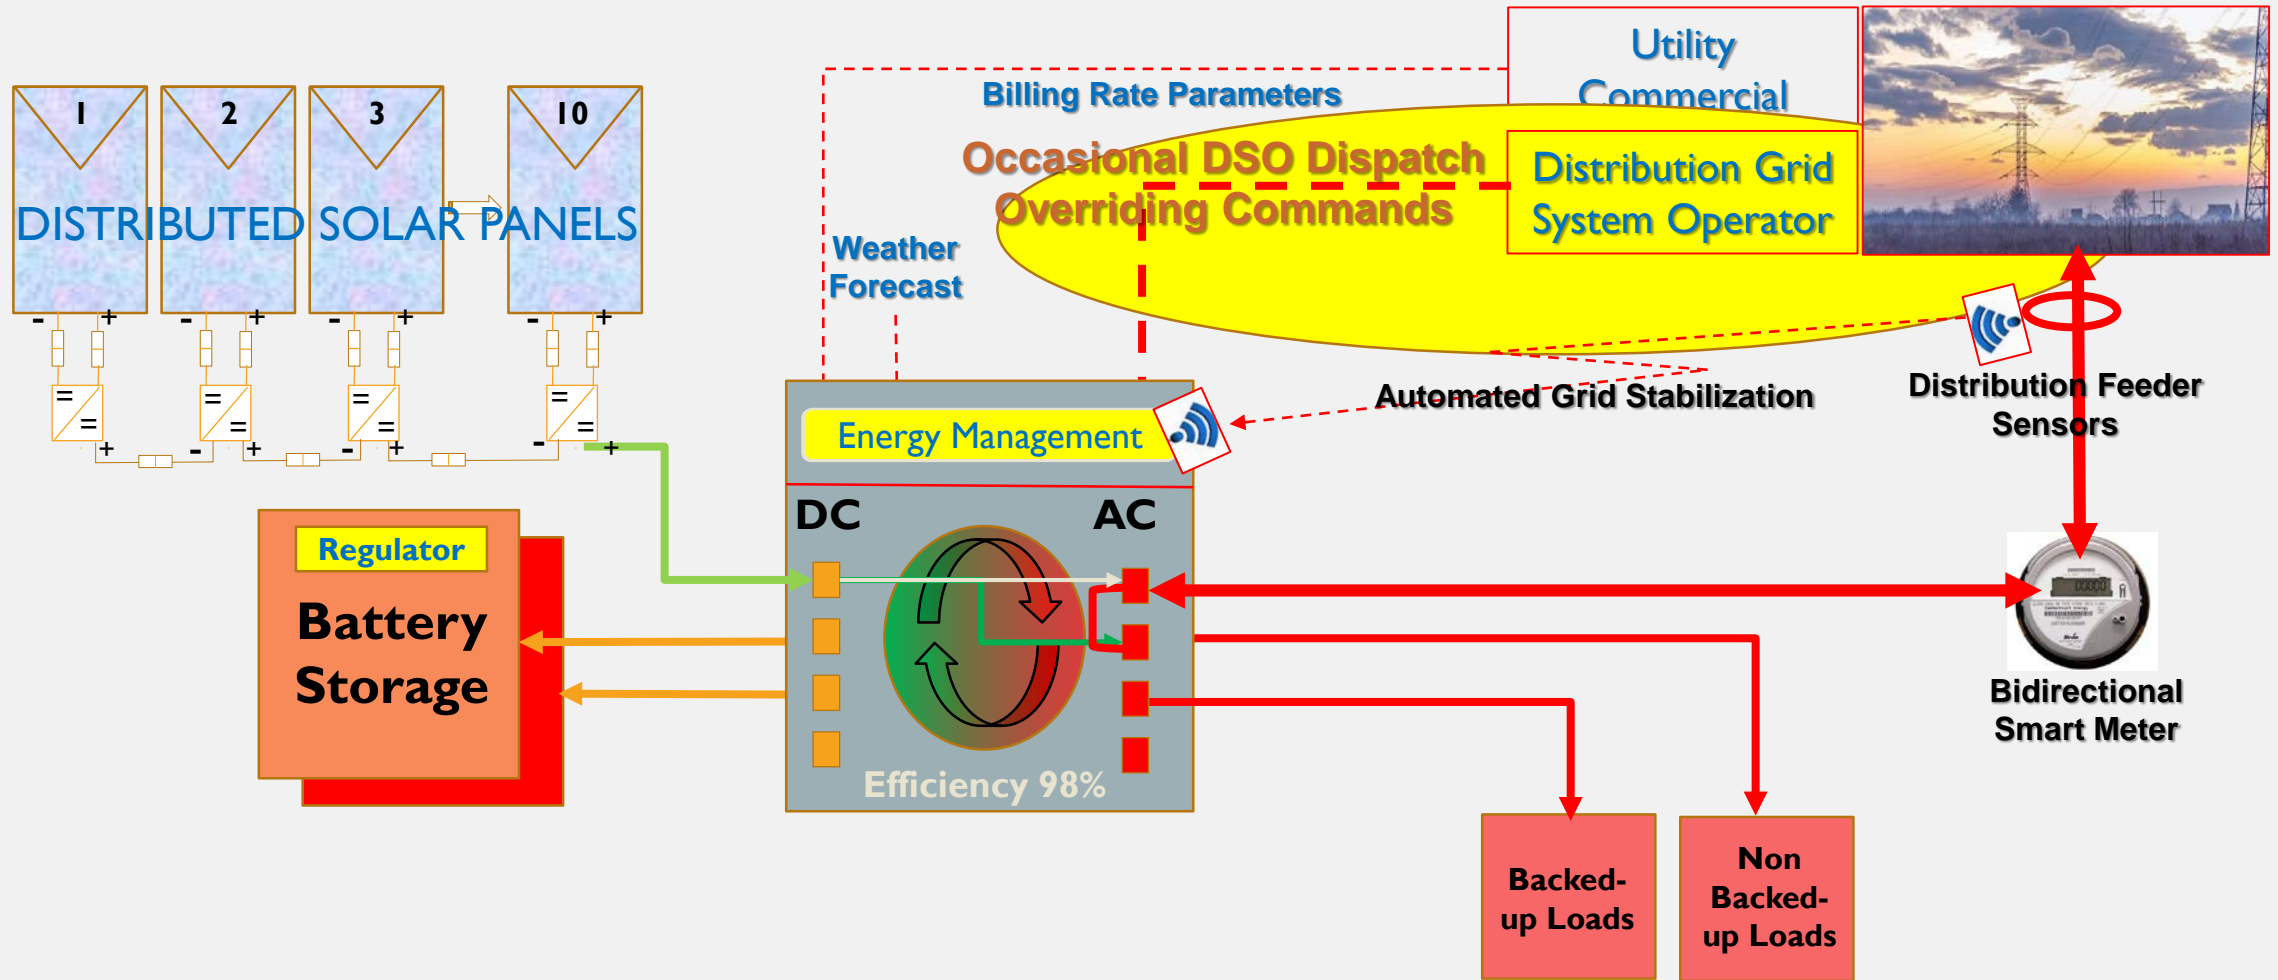 Utility
Commercial
Billing Rate Parameters
1
2
3
10
Occasional DSO Dispatch
Overriding Commands
Distribution Grid
System Operator
DISTRIBUTED SOLAR PANELS
Weather
Forecast
- +
- +
- +
- +
= =
= =
= =
= =
+ - + - + - +
Automated Grid Stabilization
Distribution Feeder
Sensors
Energy Management
DC
AC
Regulator
Battery
Storage
Efficiency 98%
Bidirectional
Smart Meter
Backed-
up Loads
Non
Backed-
up Loads